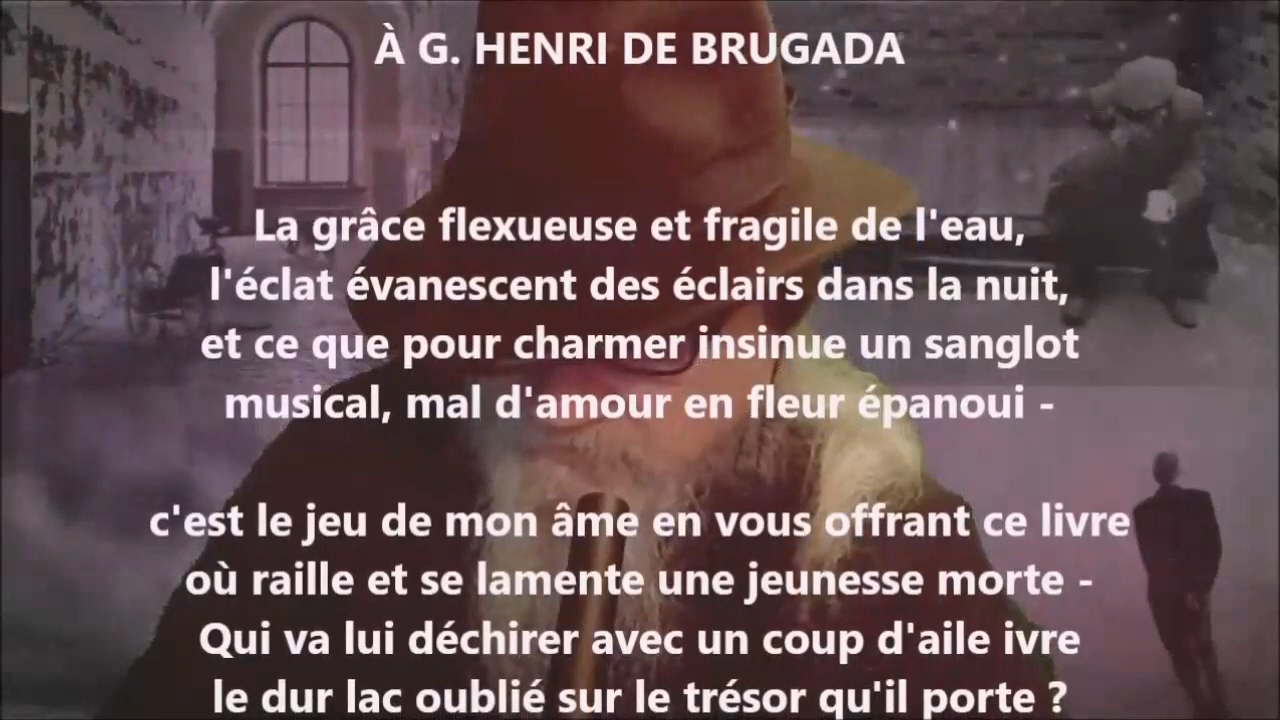 À G. HENRI DE BRUGADA
La grâce flexueuse et fragile de l'eau,
l'éclat évanescent des éclairs dans la nuit,
et ce que pour charmer insinue un sanglot
musical, mal d'amour en fleur épanoui -
c'est le jeu de mon âme en vous offrant ce livre
où raille et se lamente une jeunesse morte -
Qui va lui déchirer avec un coup d'aile ivre
le dur lac oublié sur le trésor qu'il porte ?